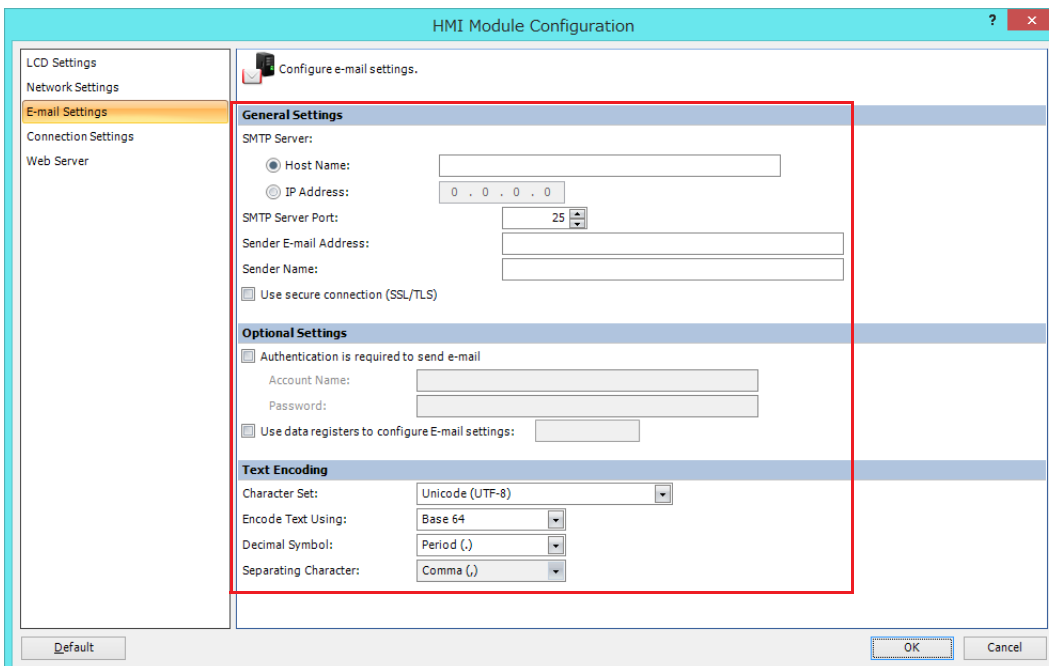 HMI Module Configuration
?
LCD Settings
Network Settings
E-mail Settings
Connection Settings
Web Server
Configure e-mail settings.
General Settings
SMTP Server:
Host Name:
IP Address: 0 . 0 . 0 . 0
SMTP Server Port: 25
Sender E-mail Address:
Sender Name:
Use secure connection (SSL/TLS)
Optional Settings
Authentication is required to send e-mail
Account Name:
Password:
Use data registers to configure E-mail settings:
Text Encoding
Character Set: Unicode (UTF-8)
Encode Text Using: Base 64
Decimal Symbol: Period (.)
Separating Character: Comma (,)
Default OK Cancel